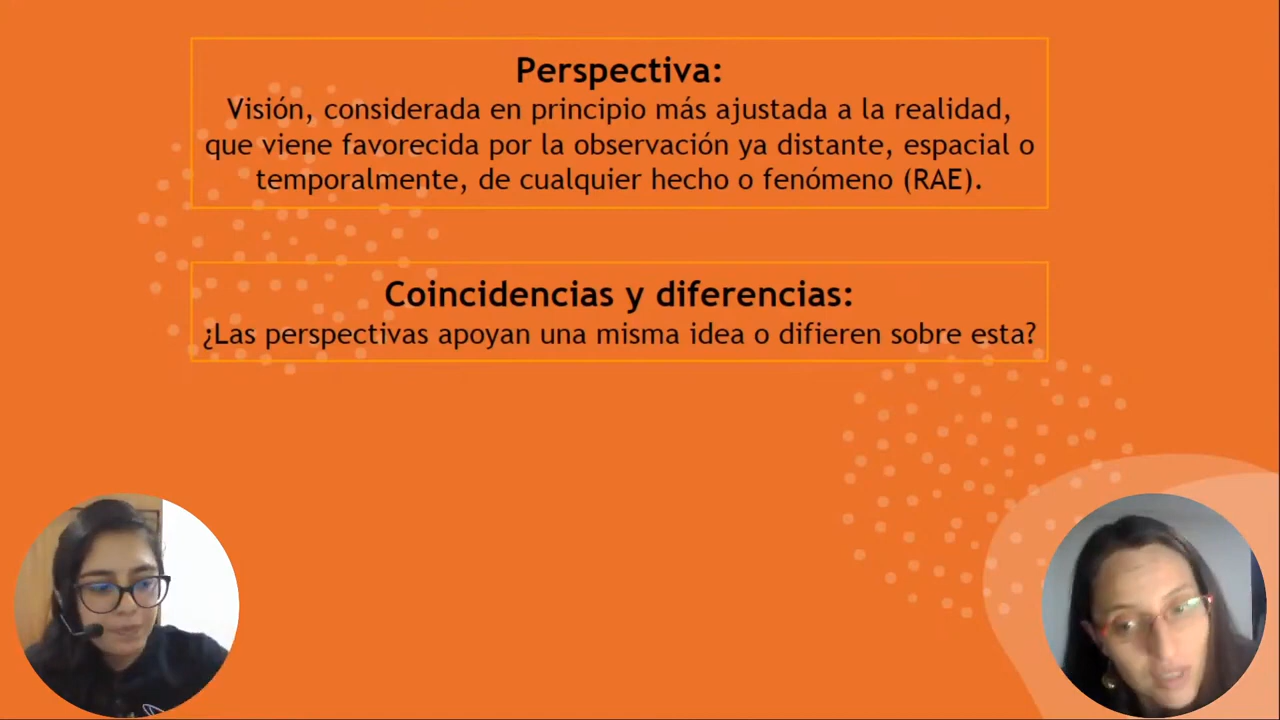 Perspectiva:
Visión, considerada en principio más ajustada a la realidad,
que viene favorecida por la observación ya distante, espacial o
temporalmente, de cualquier hecho o fenómeno (RAE).
Coincidencias y diferencias:
¿Las perspectivas apoyan una misma idea o difieren sobre esta?